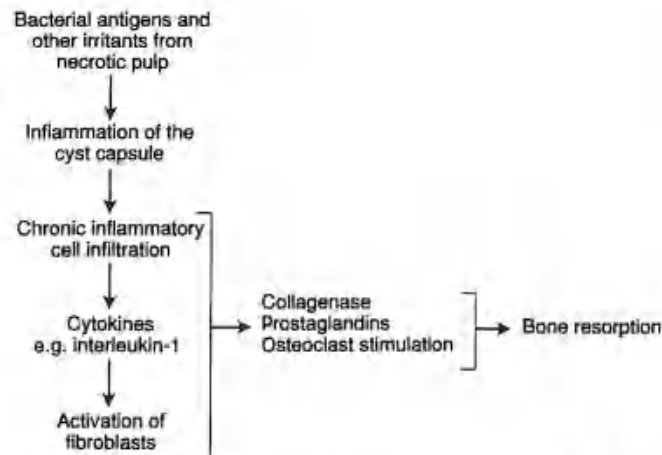 Bacterial antigens and
other irritants from
necrotic pulp
Inflammation of the
cyst capsule
Chronic inflammatory
cell infiltration
Cytokines
e.g. interleukin-1
Activation of
fibroblasts
Collagenase
Prostaglandins
Osteoclast stimulation
Bone resorption